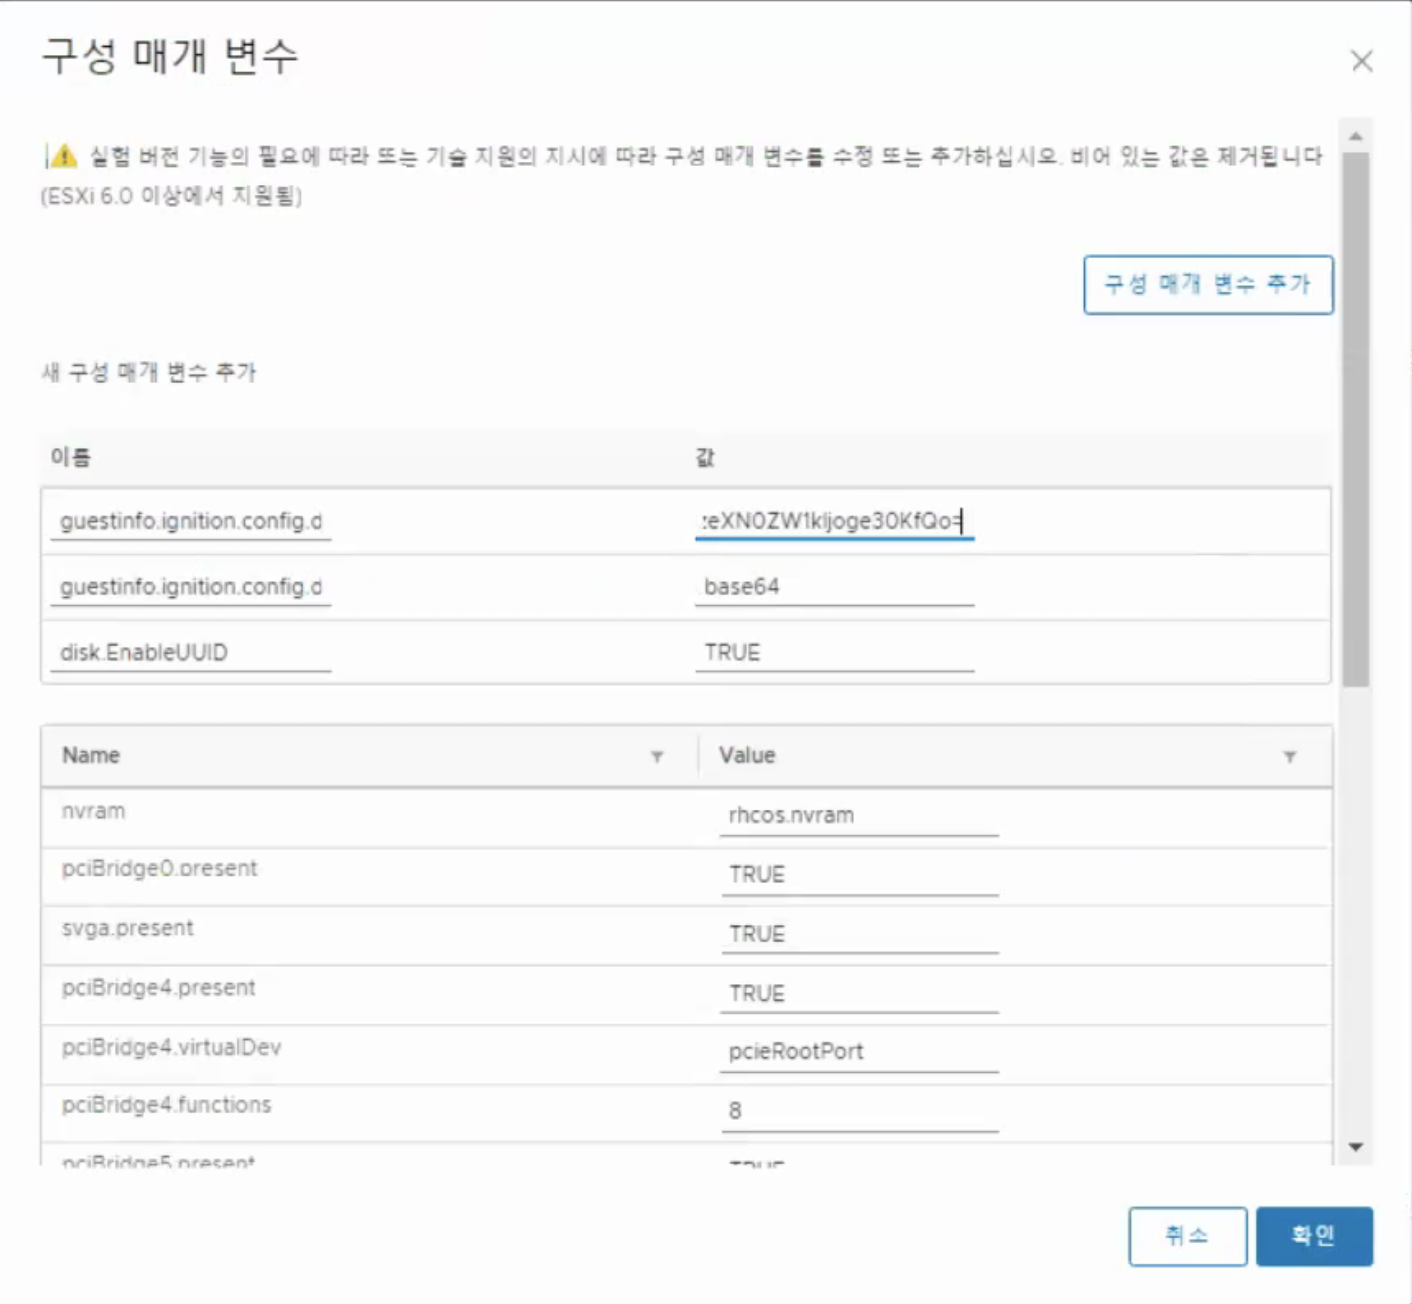 구성 매개 변수
⚠ 실험 버전 기능의 필요에 따라 또는 기술 지원의 지시에 따라 구성 매개 변수를 수정 또는 추가하십시오. 비어 있는 값은 제거됩니다
(ESXi 6.0 이상에서 지원됨)
구성 매개 변수 추가
새 구성 매개 변수 추가
이름 값
guestinfo.ignition.config.d :eXN0ZW1kIjoge30KfQo=
guestinfo.ignition.config.d base64
disk.EnableUUID TRUE
Name Value
nvram rhcos.nvram
pciBridge0.present TRUE
svga.present TRUE
pciBridge4.present TRUE
pciBridge4.virtualDev pcieRootPort
pciBridge4.functions 8
pciBridge5.present TRUE
취소 확인